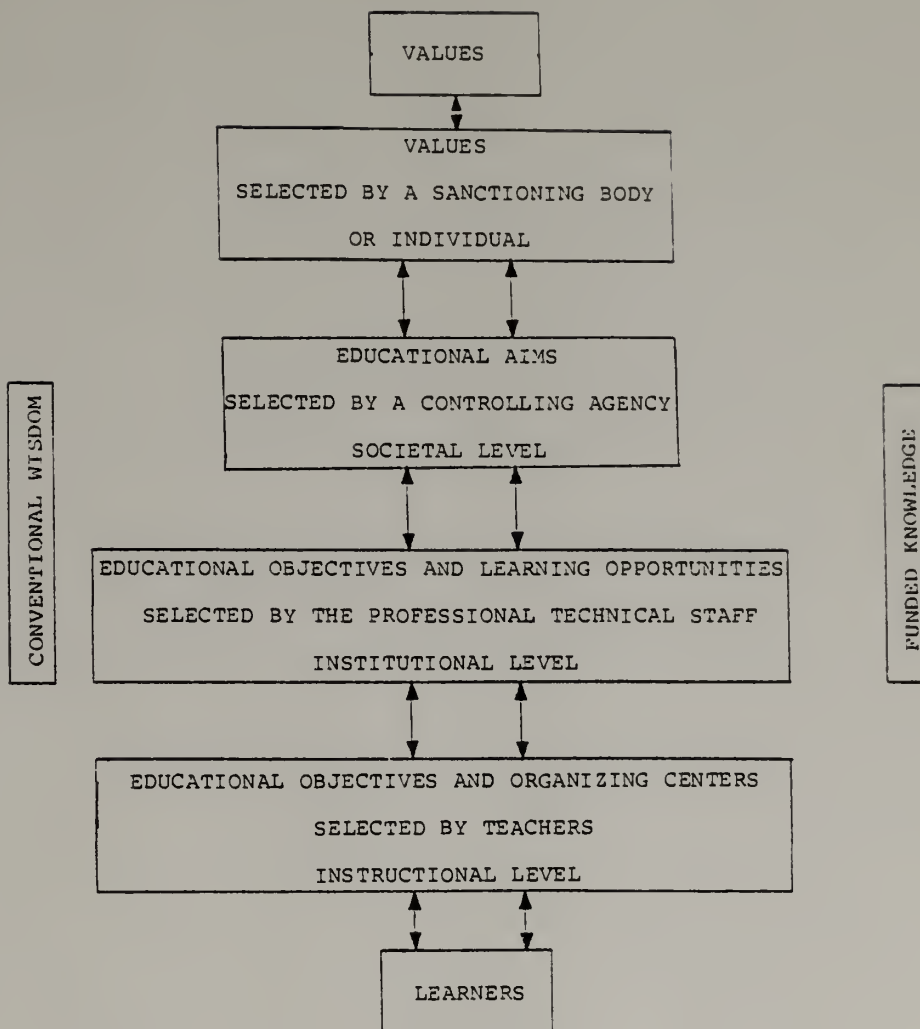 VALUES
VALUES
SELECTED BY A SANCTIONING BODY
OR INDIVIDUAL
EDUCATIONAL AIMS
SELECTED BY A CONTROLLING AGENCY
SOCIETAL LEVEL
CONVENTIONAL WISDOM
FUNDED KNOWLEDGE
EDUCATIONAL OBJECTIVES AND LEARNING OPPORTUNITIES
SELECTED BY THE PROFESSIONAL TECHNICAL STAFF
INSTITUTIONAL LEVEL
EDUCATIONAL OBJECTIVES AND ORGANIZING CENTERS
SELECTED BY TEACHERS
INSTRUCTIONAL LEVEL
LEARNERS